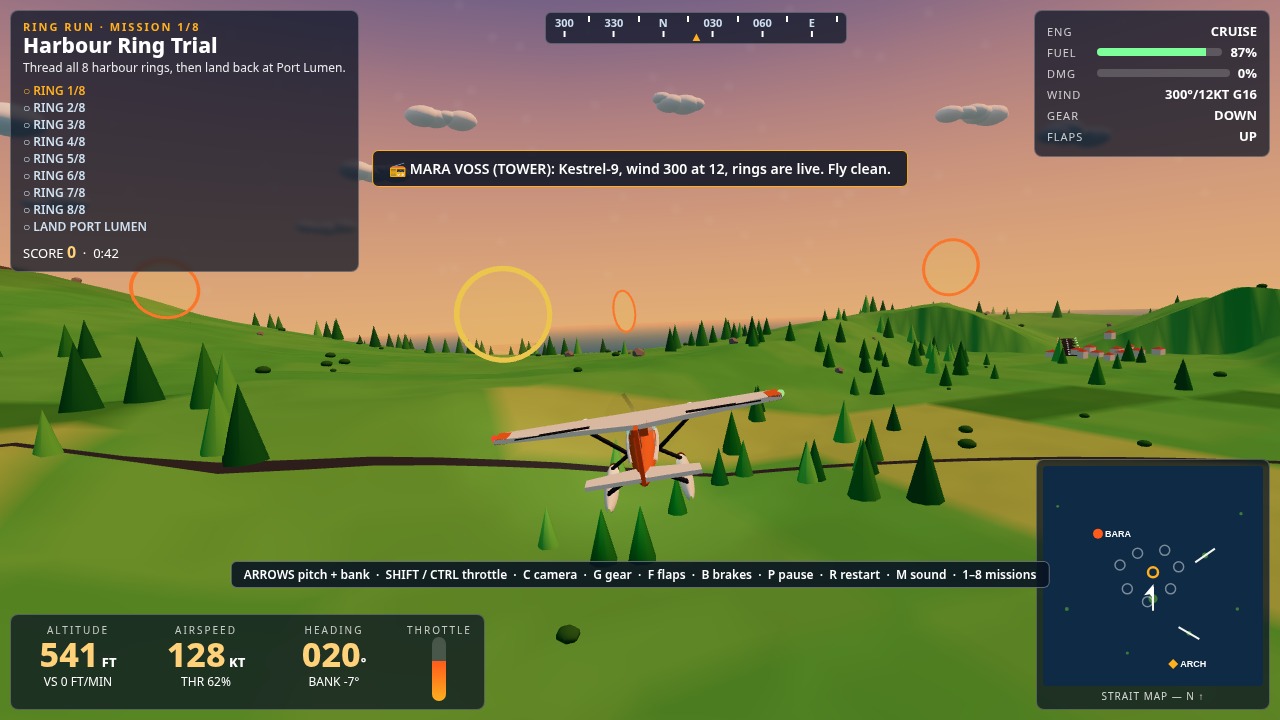 RING RUN · MISSION 1/8
Harbour Ring Trial
Thread all 8 harbour rings, then land back at Port Lumen.
○ RING 1/8
○ RING 2/8
○ RING 3/8
○ RING 4/8
○ RING 5/8
○ RING 6/8
○ RING 7/8
○ RING 8/8
○ LAND PORT LUMEN
SCORE 0 · 0:42
300 330 N 030 060 E
ENG CRUISE
FUEL 87%
DMG 0%
WIND 300°/12KT G16
GEAR DOWN
FLAPS UP
📻 MARA VOSS (TOWER): Kestrel-9, wind 300 at 12, rings are live. Fly clean.
ARROWS pitch + bank · SHIFT / CTRL throttle · C camera · G gear · F flaps · B brakes · P pause · R restart · M sound · 1–8 missions
BARA
ARCH
STRAIT MAP — N ↑
ALTITUDE AIRSPEED HEADING THROTTLE
541 FT 128 KT 020°
VS 0 FT/MIN THR 62% BANK -7°